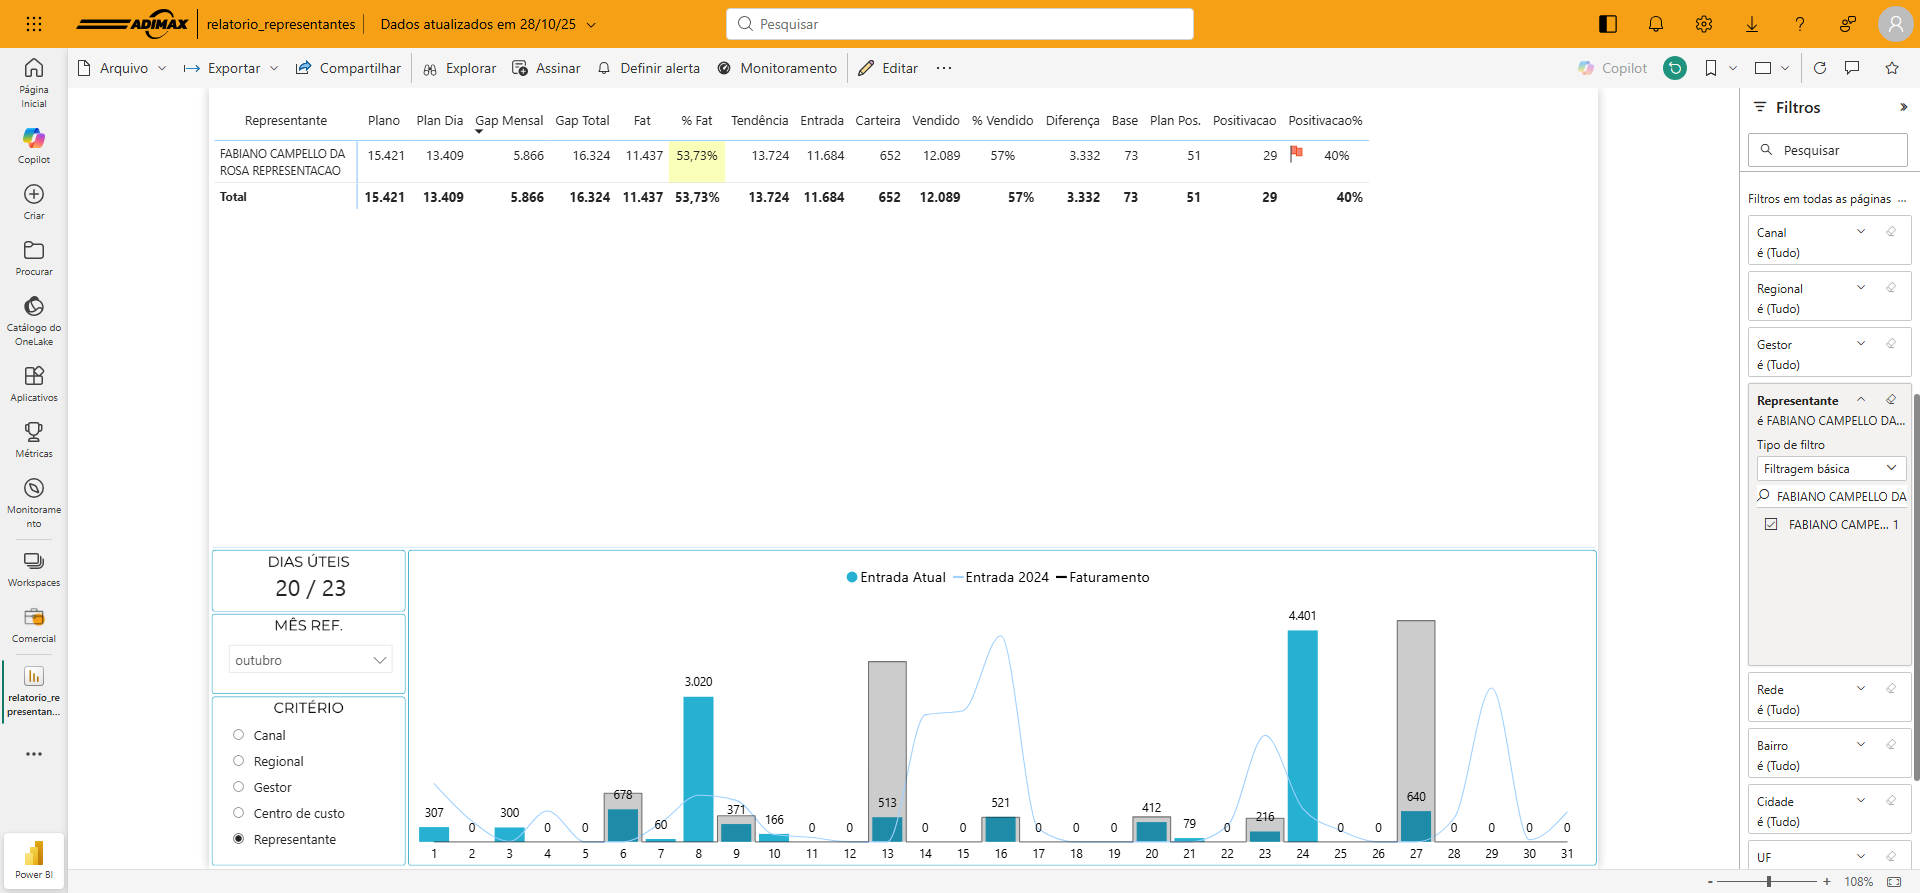 ADIMAX
relatorio_representantes
Dados atualizados em 28/10/25
Pesquisar
Arquivo
Exportar
Compartilhar
Explorar
Assinar
Definir alerta
Monitoramento
Editar
Copilot
Página Inicial
Copilot
Criar
Procurar
Catálogo do OneLake
Aplicativos
Métricas
Monitorame
nto
Workspaces
Comercial
relatorio_re
presentan...
Power BI
Representante Plano Plan Dia Gap Mensal Gap Total Fat % Fat Tendência Entrada Carteira Vendido % Vendido Diferença Base Plan Pos. Positivacao Positivacao%
FABIANO CAMPELLO DA 15.421 13.409 5.866 16.324 11.437 53,73% 13.724 11.684 652 12.089 57% 3.332 73 51 29 40%
ROSA REPRESENTACAO
Total 15.421 13.409 5.866 16.324 11.437 53,73% 13.724 11.684 652 12.089 57% 3.332 73 51 29 40%
DIAS ÚTEIS
20 / 23
MÊS REF.
outubro
CRITÉRIO
Canal
Regional
Gestor
Centro de custo
Representante
Entrada Atual Entrada 2024 Faturamento
307 0 300 0 0 678 60 3.020 371 166 0 0 513 0 0 521 0 0 0 412 79 0 216 4.401 0 0 640 0 0 0 0
1 2 3 4 5 6 7 8 9 10 11 12 13 14 15 16 17 18 19 20 21 22 23 24 25 26 27 28 29 30 31
Filtros
Pesquisar
Filtros em todas as páginas ...
Canal
é (Tudo)
Regional
é (Tudo)
Gestor
é (Tudo)
Representante
é FABIANO CAMPELLO DA...
Tipo de filtro
Filtragem básica
FABIANO CAMPELLO DA
FABIANO CAMPE... 1
Rede
é (Tudo)
Bairro
é (Tudo)
Cidade
é (Tudo)
UF
- + 108%